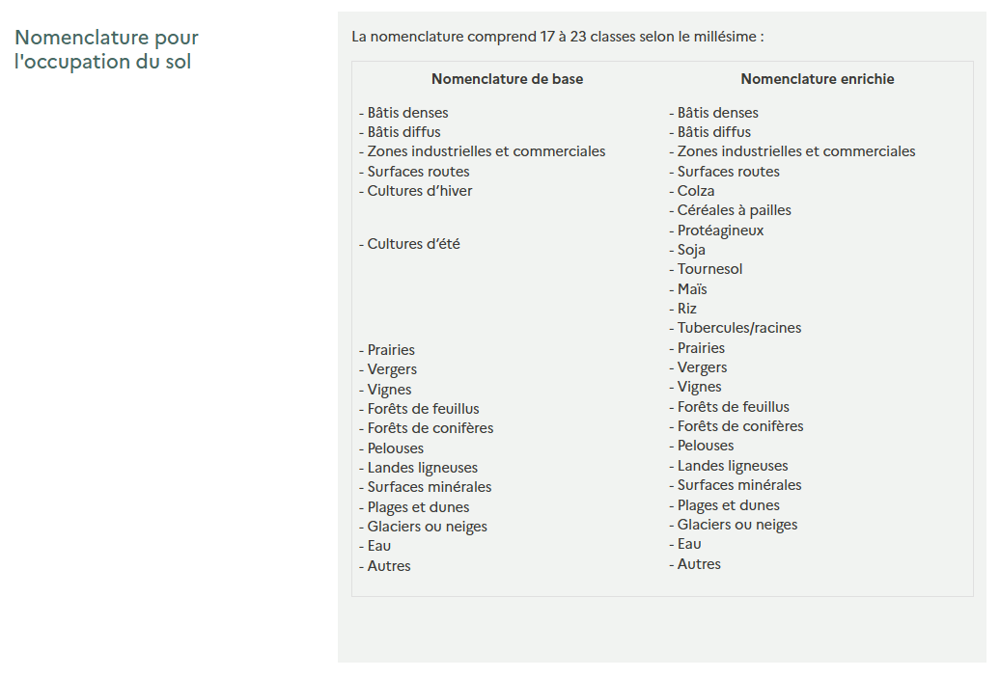 Nomenclature pour
l'occupation du sol
La nomenclature comprend 17 à 23 classes selon le millésime :
Nomenclature de base
- Bâtis denses
- Bâtis diffus
- Zones industrielles et commerciales
- Surfaces routes
- Cultures d’hiver
- Cultures d’été
- Prairies
- Vergers
- Vignes
- Forêts de feuillus
- Forêts de conifères
- Pelouses
- Landes ligneuses
- Surfaces minérales
- Plages et dunes
- Glaciers ou neiges
- Eau
- Autres
Nomenclature enrichie
- Bâtis denses
- Bâtis diffus
- Zones industrielles et commerciales
- Surfaces routes
- Colza
- Céréales à pailles
- Protéagineux
- Soja
- Tournesol
- Maïs
- Riz
- Tubercules/racines
- Prairies
- Vergers
- Vignes
- Forêts de feuillus
- Forêts de conifères
- Pelouses
- Landes ligneuses
- Surfaces minérales
- Plages et dunes
- Glaciers ou neiges
- Eau
- Autres